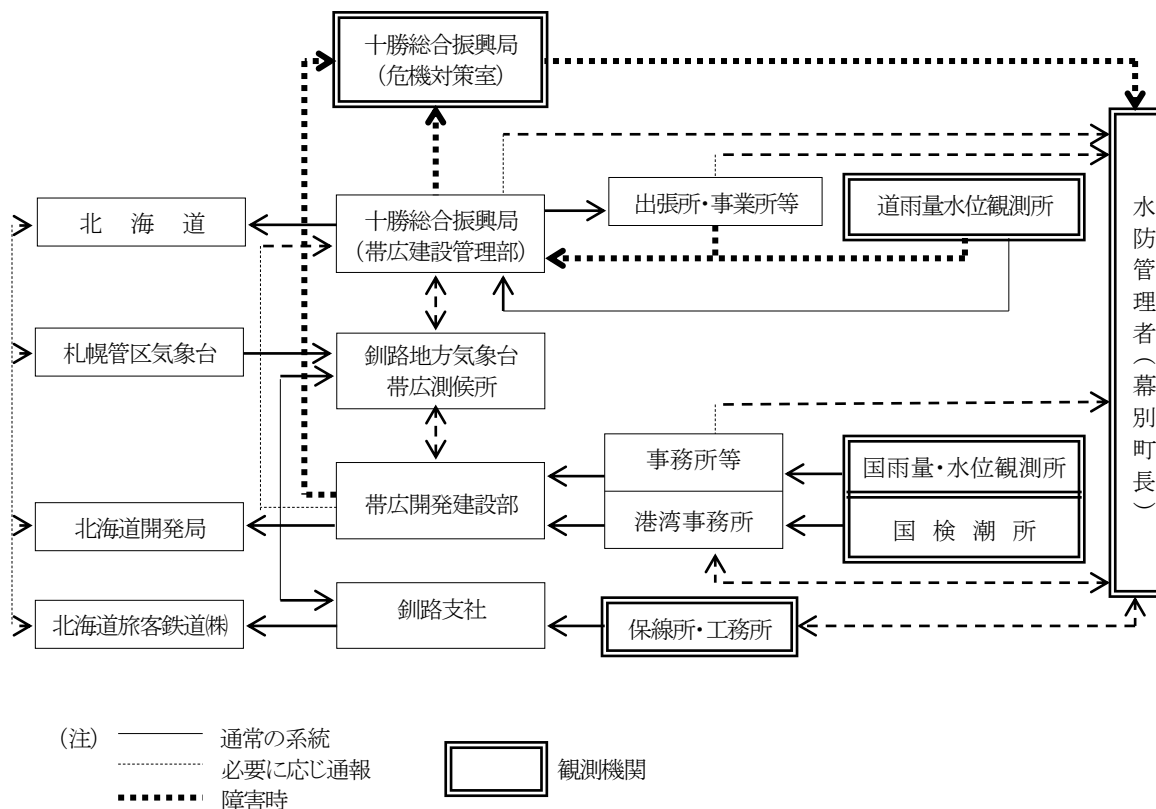 十勝総合振興局
（危機対策室）
北　海　道
十勝総合振興局
（帯広建設管理部）
出張所・事業所等
道雨量水位観測所
水防管理者（幕別町長）
札幌管区気象台
釧路地方気象台
帯広測候所
事務所等
国雨量・水位観測所
北海道開発局
帯広開発建設部
港湾事務所
国　検　潮　所
北海道旅客鉄道㈱
釧路支社
保線所・工務所
（注）
通常の系統
必要に応じ通報
障害時
観測機関